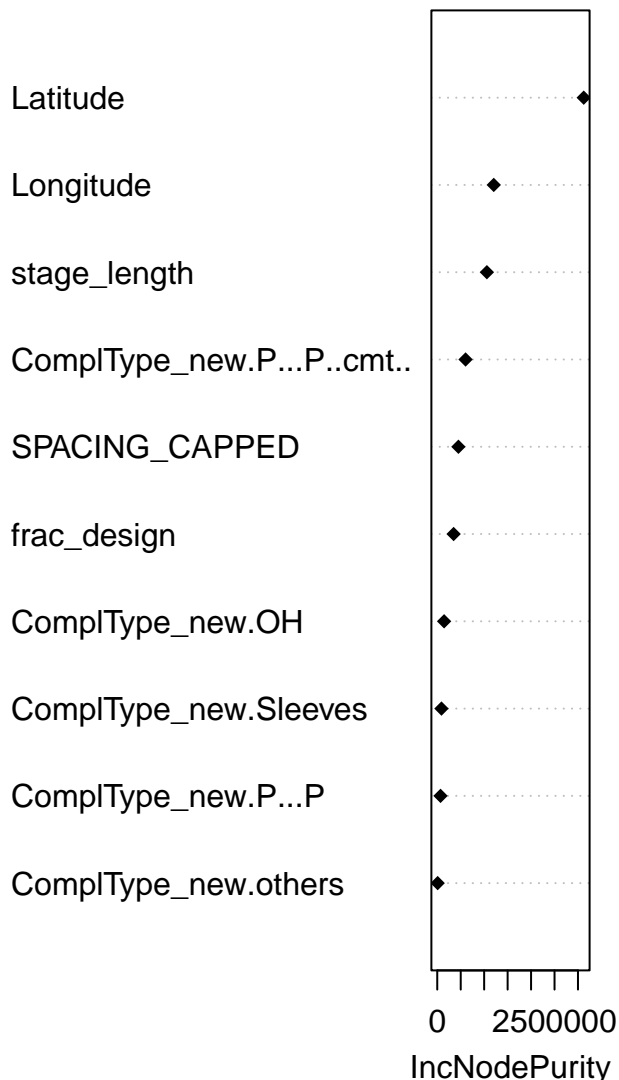 Latitude
Longitude
stage_length
ComplType_new.P...P..cmt..
SPACING_CAPPED
frac_design
ComplType_new.OH
ComplType_new.Sleeves
ComplType_new.P...P
ComplType_new.others
0 2500000
IncNodePurity